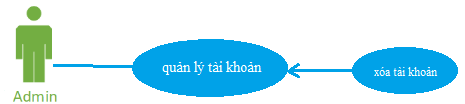 quản lý tài khoản
xóa tài khoản
Admin